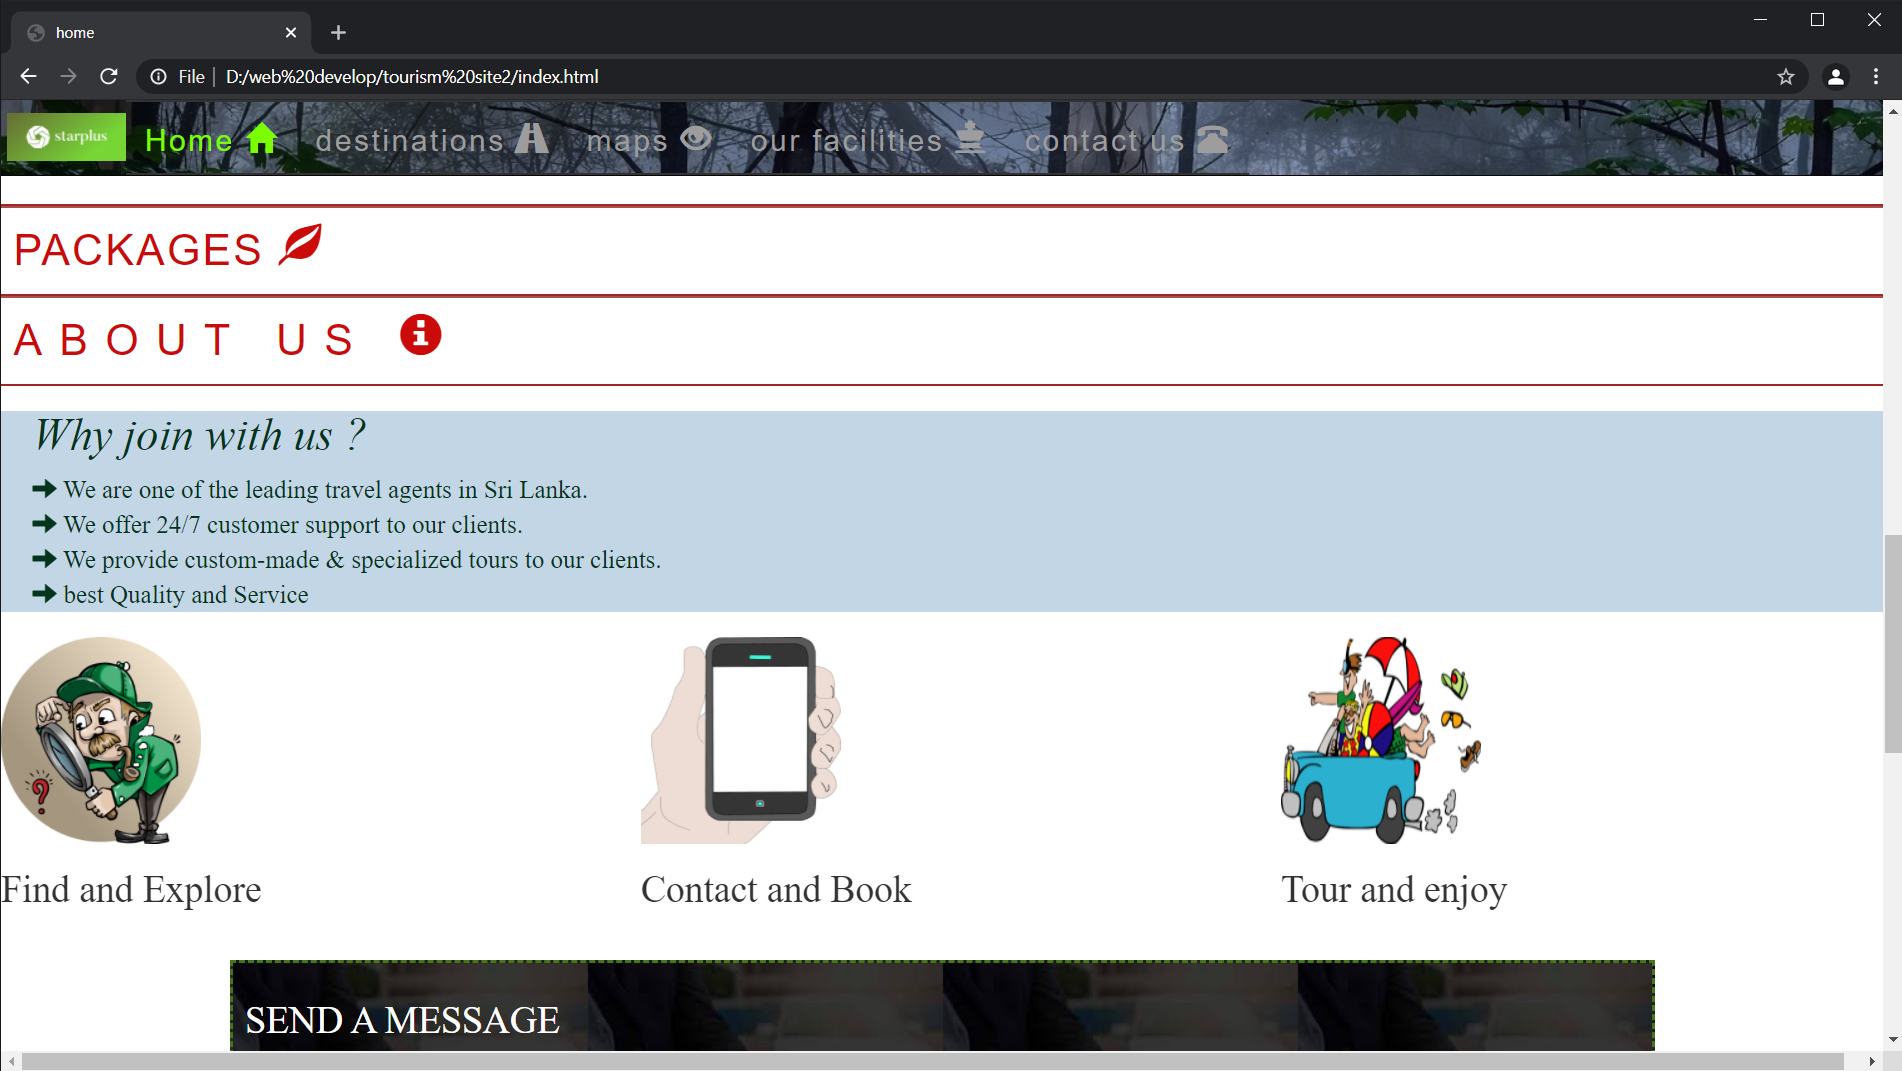 home
File | D:/web%20develop/tourism%20site2/index.html
starplus Home destinations maps our facilities contact us
PACKAGES
ABOUT US
Why join with us ?
We are one of the leading travel agents in Sri Lanka.
We offer 24/7 customer support to our clients.
We provide custom-made & specialized tours to our clients.
best Quality and Service
Find and Explore Contact and Book Tour and enjoy
SEND A MESSAGE